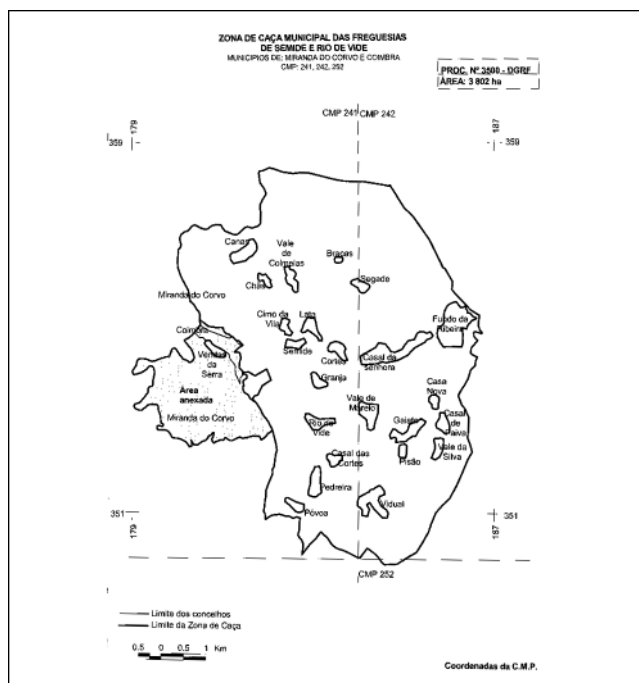 ZONA DE CAÇA MUNICIPAL DAS FREGUESIAS
DE SEMIDE E RIO DE VIDE
MUNICIPIOS DE: MIRANDA DO CORVO E COIMBRA
CMP: 241, 242, 252
PROC. Nº 3500 - DGRF
ÁREA: 3 802 ha
CMP 241 CMP 242
179
187
359
359
Canas
Vale
de
Colmeias
Braças
Chãs
Segade
Miranda do Corvo
Cimo da
Vila
Lata
Fundo da
Ribeira
Coimbra
Semide
Vendas
da
Serra
Cortes
Casal da
senhora
Granja
Área
anexada
Casa
Nova
Vale de
Marelo
Miranda do Corvo
Rio de
Vide
Casal
de
Paiva
Vale da
Silva
Pisão
Casal das
Cortes
Pedreira
Vidual
Póvoa
351
351
179
187
CMP 252
Limite dos concelhos
Limite da Zona de Caça
0.5 0 0.5 1 Km
Coordenadas da C.M.P.